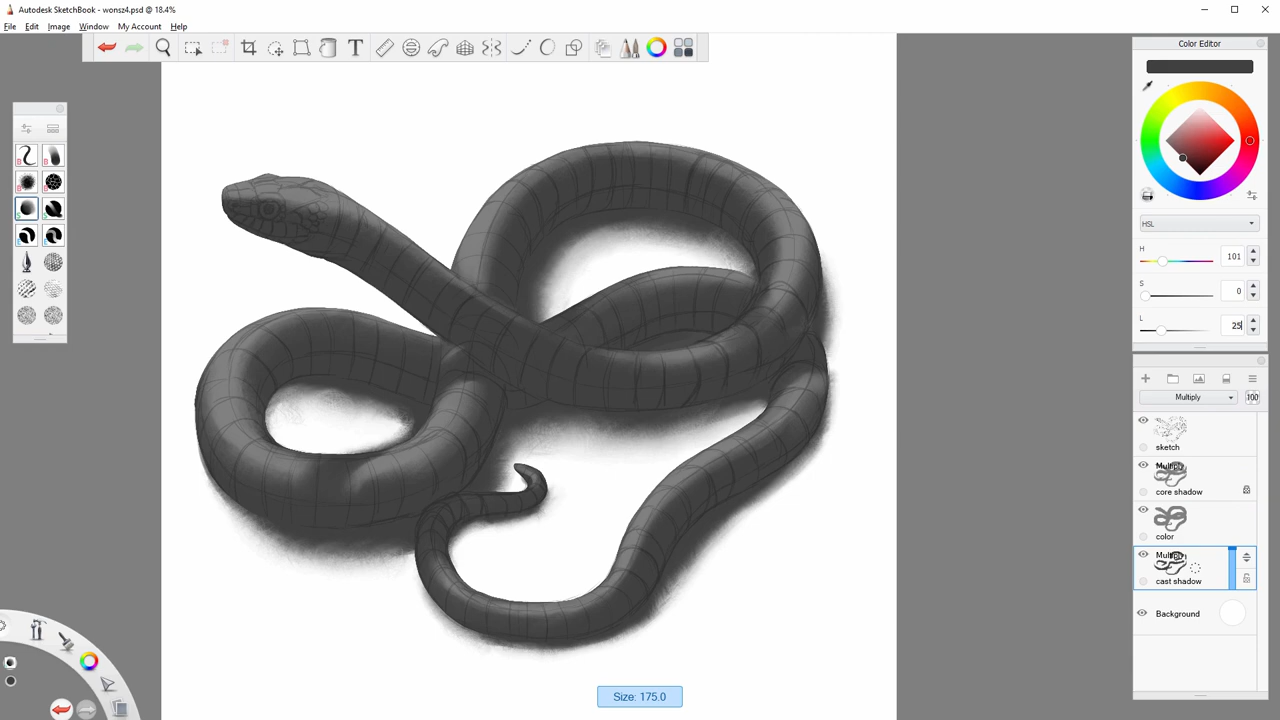 Autodesk SketchBook - wonsz4.psd @ 18.4%
File Edit Image Window My Account Help
T
Color Editor
HSL
H 101
S 0
L 25
Multiply 100
sketch
Multiply
core shadow
color
Multiply
cast shadow
Background
Size: 175.0